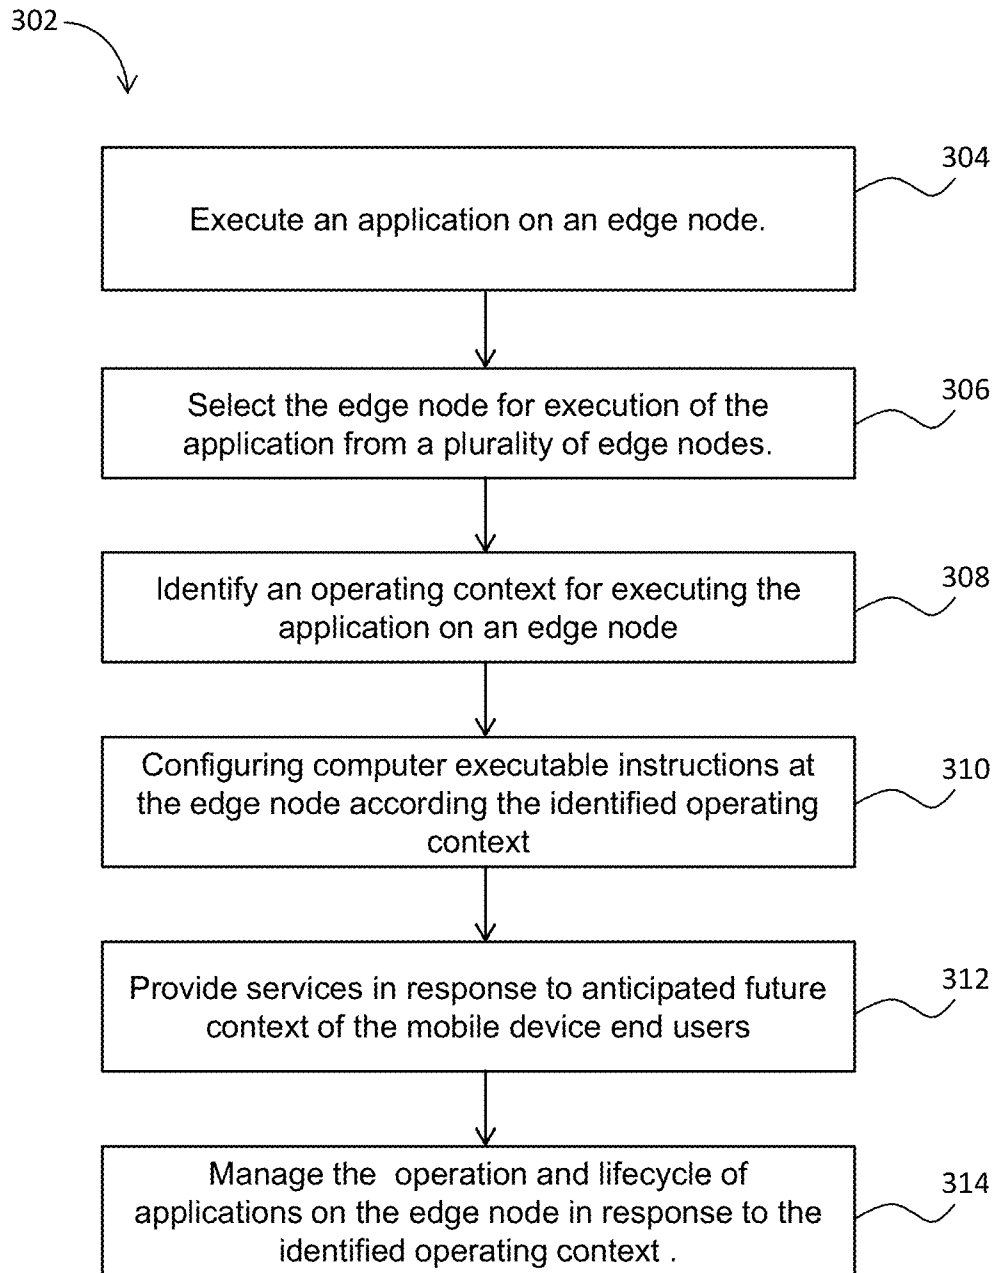 302
304
Execute an application on an edge node.
306
Select the edge node for execution of the
application from a plurality of edge nodes.
308
Identify an operating context for executing the
application on an edge node
310
Configuring computer executable instructions at
the edge node according the identified operating
context
312
Provide services in response to anticipated future
context of the mobile device end users
314
Manage the operation and lifecycle of
applications on the edge node in response to the
identified operating context .